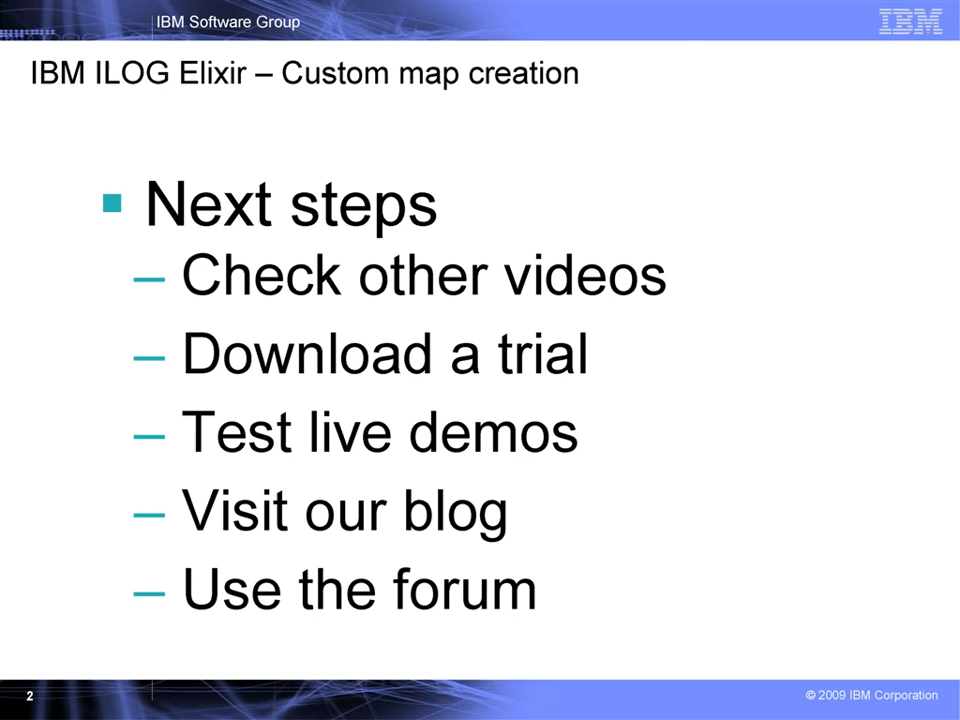 IBM Software Group
IBM
IBM ILOG Elixir – Custom map creation
▪ Next steps
– Check other videos
– Download a trial
– Test live demos
– Visit our blog
– Use the forum
2
© 2009 IBM Corporation